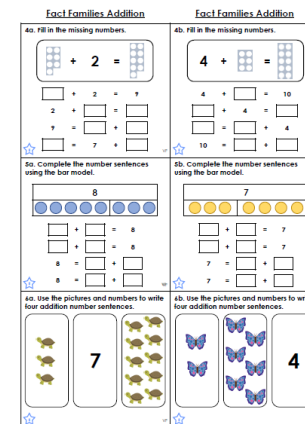 Fact Families Addition
4a. Fill in the missing numbers.
+ 2 =
+ 2 = 9
2 + =
9 = +
= 7 +
5a. Complete the number sentences
using the bar model.
8
+ = 8
+ = 8
8 = +
8 = +
6a. Use the pictures and numbers to write
four addition number sentences.
7
Fact Families Addition
4b. Fill in the missing numbers.
4 + =
4 + = 10
+ 4 =
= + 4
10 = +
5b. Complete the number sentences
using the bar model.
7
+ = 7
+ = 7
7 = +
7 = +
6b. Use the pictures and numbers to wr
four addition number sentences.
4